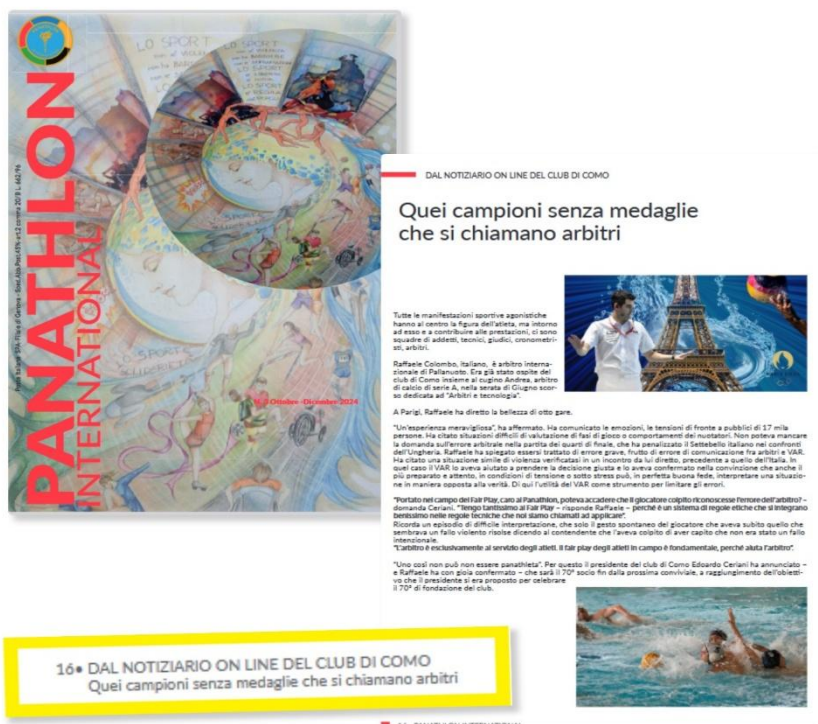 PANATHLON
INTERNATIONAL
LO SPORT
LO SPORT
N.3 Ottobre -Dicembre 2024
DAL NOTIZIARIO ON LINE DEL CLUB DI COMO
Quei campioni senza medaglie
che si chiamano arbitri
Tutte le manifestazioni sportive agonistiche
hanno al centro la figura dell'atleta, ma intorno
ad esso e a contribuire alle prestazioni, ci sono
squadre di addetti, tecnici, giudici, cronometri-
sti, arbitri.
Raffaele Colombo, italiano, è arbitro interna-
zionale di Pallanuoto. Era già stato ospite del
club di Como insieme al cugino Andrea, arbitro
di calcio di serie A, nella serata di Giugno scor-
so dedicata ad "Arbitri e tecnologia".
A Parigi, Raffaele ha diretto la bellezza di otto gare.
"Un'esperienza meravigliosa", ha affermato. Ha comunicato le emozioni, le tensioni di fronte a pubblici di 17 mila
persone. Ha citato situazioni difficili di valutazione di fasi di gioco o comportamenti dei nuotatori. Non poteva mancare
la domanda sull'errore arbitrale nella partita dei quarti di finale, che ha penalizzato il Settebello italiano nei confronti
dell'Ungheria. Raffaele ha spiegato essersi trattato di errore grave, frutto di errore di comunicazione fra arbitri e VAR.
Ha citato una situazione simile di violenza verificatasi in un incontro da lui diretto, precedente a quello dell'Italia. In
quel caso il VAR lo aveva aiutato a prendere la decisione giusta e lo aveva confermato nella convinzione che anche il
più preparato e attento, in condizioni di tensione o sotto stress può, in perfetta buona fede, interpretare una situazio-
ne in maniera opposta alla verità. Di qui l'utilità del VAR come strumento per limitare gli errori.
"Portato nel campo del Fair Play, caro al Panathlon, poteva accadere che il giocatore colpito riconoscesse l'errore dell'arbitro? –
domanda Ceriani. "Tengo tantissimo al Fair Play – risponde Raffaele – perché è un sistema di regole etiche che si integrano
benissimo nelle regole tecniche che noi siamo chiamati ad applicare".
Ricorda un episodio di difficile interpretazione, che solo il gesto spontaneo del giocatore che aveva subito quello che
sembrava un fallo violento risolse dicendo al contendente che l'aveva colpito di aver capito che non era stato un fallo
intenzionale.
"L'arbitro è esclusivamente al servizio degli atleti. Il fair play degli atleti in campo è fondamentale, perché aiuta l'arbitro".
"Uno così non può non essere panathleta". Per questo il presidente del club di Como Edoardo Ceriani ha annunciato –
e Raffaele ha con gioia confermato – che sarà il 70° socio fin dalla prossima conviviale, a raggiungimento dell'obietti-
vo che il presidente si era proposto per celebrare
il 70° di fondazione del club.
16• DAL NOTIZIARIO ON LINE DEL CLUB DI COMO
Quei campioni senza medaglie che si chiamano arbitri